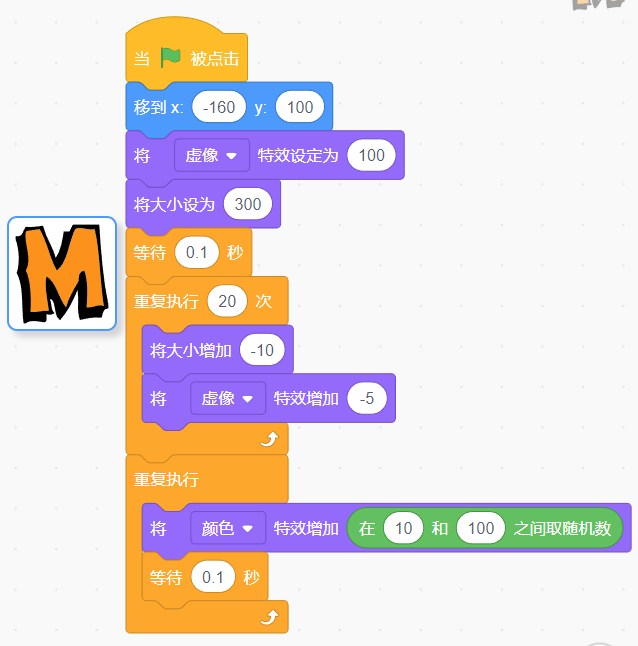 当 被点击
移到 x: -160 y: 100
将 虚像 特效设定为 100
将大小设为 300
等待 0.1 秒
M
重复执行 20 次
将大小增加 -10
将 虚像 特效增加 -5
重复执行
将 颜色 特效增加 在 10 和 100 之间取随机数
等待 0.1 秒